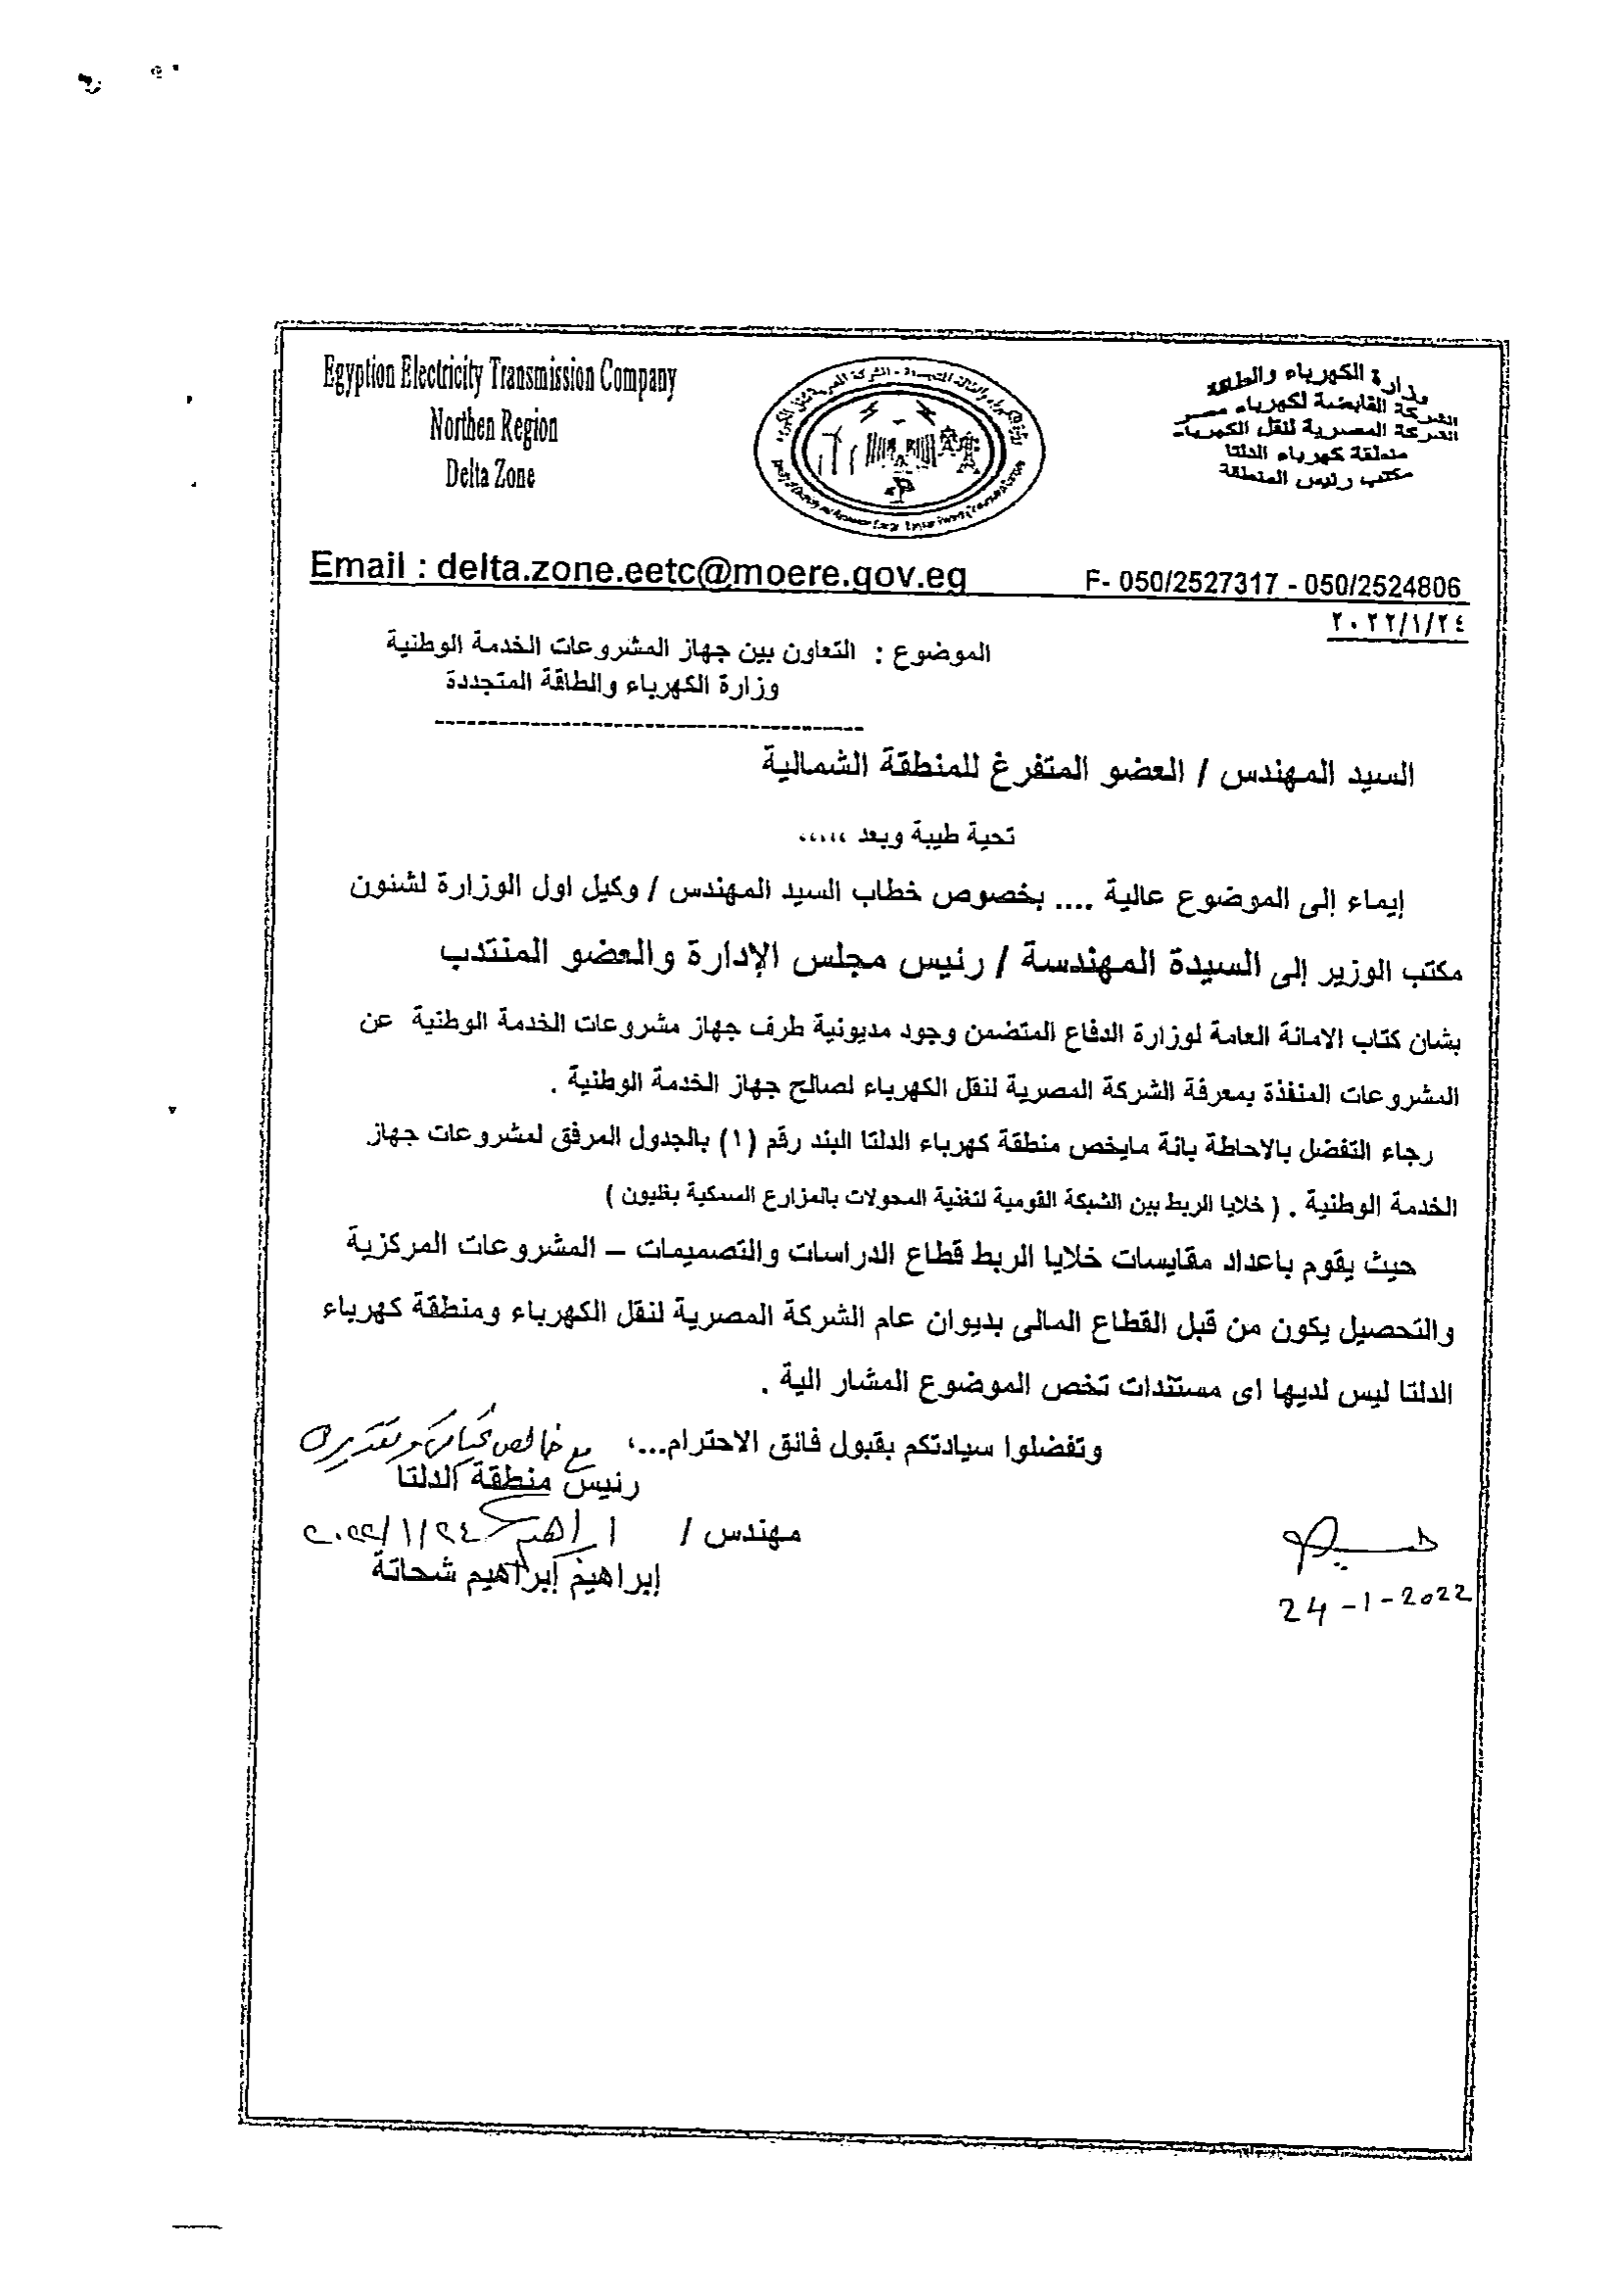 Egyption Electricity Transmission Company
Northen Region
Delta Zone
وزارة الكهرباء والطاقة
الشركة القابضة لكهرباء مصر
الشركة المصرية لنقل الكهرباء
منطقة كهرباء الدلتا
مكتب رئيس المنطقة
Email : delta.zone.eetc@moere.gov.eg
F- 050/2527317 - 050/2524806
٢٠٢٢/١/٢٤
الموضوع : التعاون بين جهاز المشروعات الخدمة الوطنية
وزارة الكهرباء والطاقة المتجددة
السيد المهندس / العضو المتفرغ للمنطقة الشمالية
تحية طيبة وبعد ،،،،،
إيماء إلى الموضوع عالية .... بخصوص خطاب السيد المهندس / وكيل اول الوزارة لشئون
مكتب الوزير إلى السيدة المهندسة / رئيس مجلس الإدارة والعضو المنتدب
بشان كتاب الامانة العامة لوزارة الدفاع المتضمن وجود مديونية طرف جهاز مشروعات الخدمة الوطنية عن
المشروعات المنفذة بمعرفة الشركة المصرية لنقل الكهرباء لصالح جهاز الخدمة الوطنية .
رجاء التفضل بالاحاطة بانة مايخص منطقة كهرباء الدلتا البند رقم (١) بالجدول المرفق لمشروعات جهاز
الخدمة الوطنية . ( خلايا الربط بين الشبكة القومية لتغذية المحولات بالمزارع السمكية بغليون )
حيث يقوم باعداد مقايسات خلايا الربط قطاع الدراسات والتصميمات – المشروعات المركزية
والتحصيل يكون من قبل القطاع المالى بديوان عام الشركة المصرية لنقل الكهرباء ومنطقة كهرباء
الدلتا ليس لديها اى مستندات تخص الموضوع المشار الية .
وتفضلوا سيادتكم بقبول فائق الاحترام...،
مع خالص تحياتى وتقديرى
رئيس منطقة الدلتا
مهندس / ٢٠٢٢/١/٢٤
إبراهيم إبراهيم شحاتة
24-1-2022